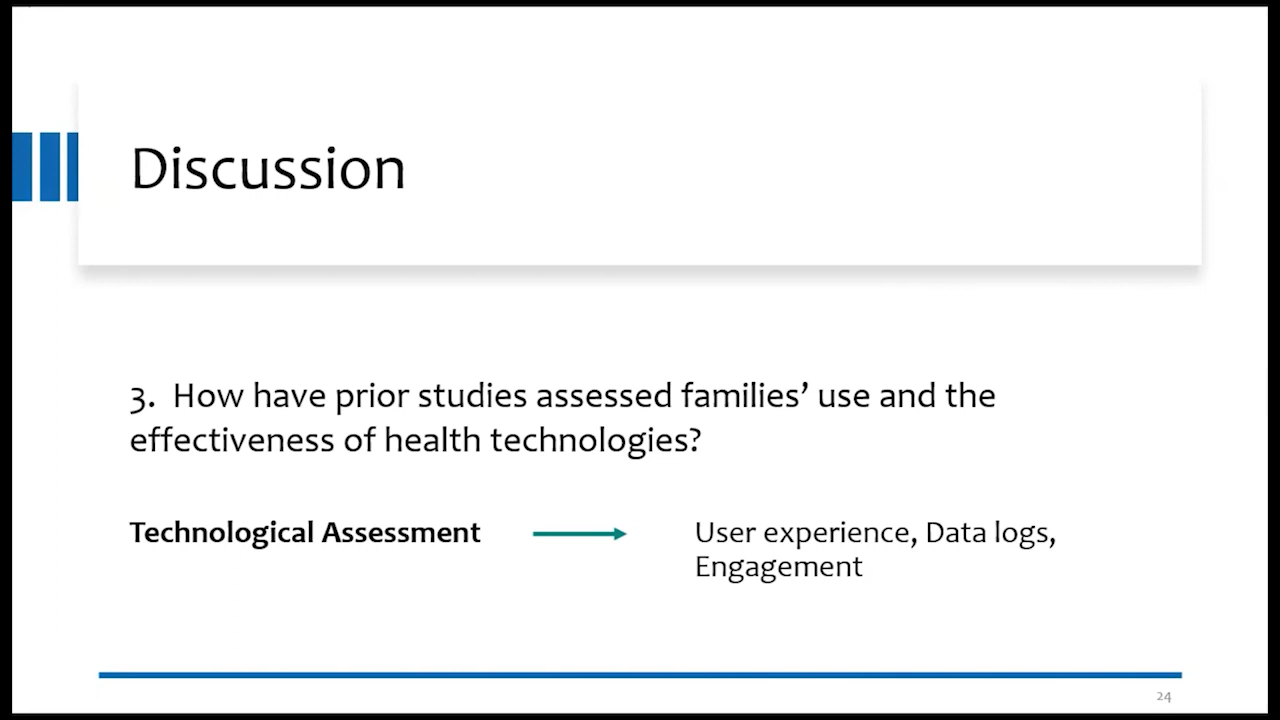 Discussion
3. How have prior studies assessed families’ use and the
effectiveness of health technologies?
Technological Assessment
User experience, Data logs,
Engagement
24